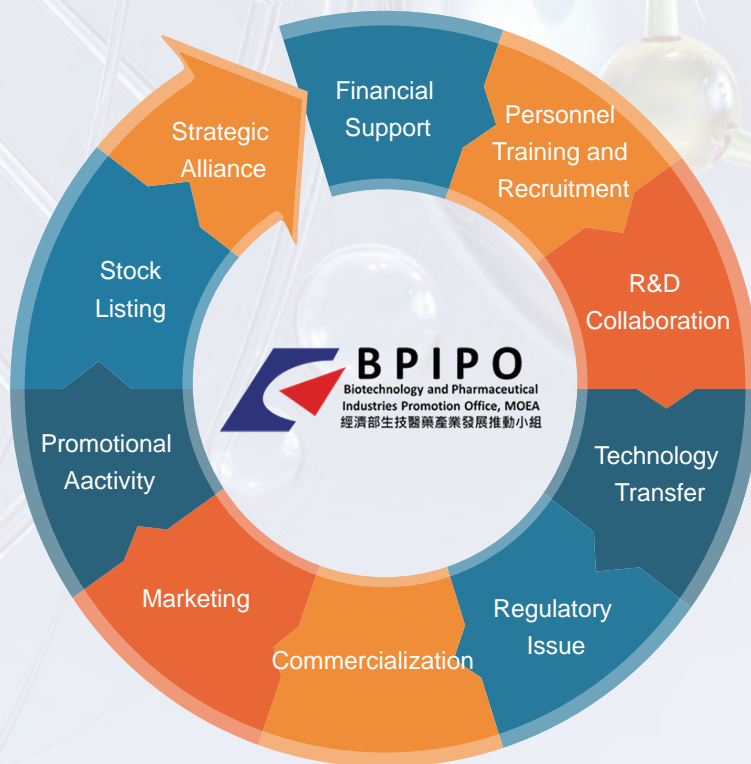 Financial
Support
Personnel
Training and
Recruitment
R&D
Collaboration
Technology
Transfer
Regulatory
Issue
Commercialization
Marketing
Promotional
Aactivity
Stock
Listing
Strategic
Alliance
BPIPO
Biotechnology and Pharmaceutical
Industries Promotion Office, MOEA
經濟部生技醫藥產業發展推動小組